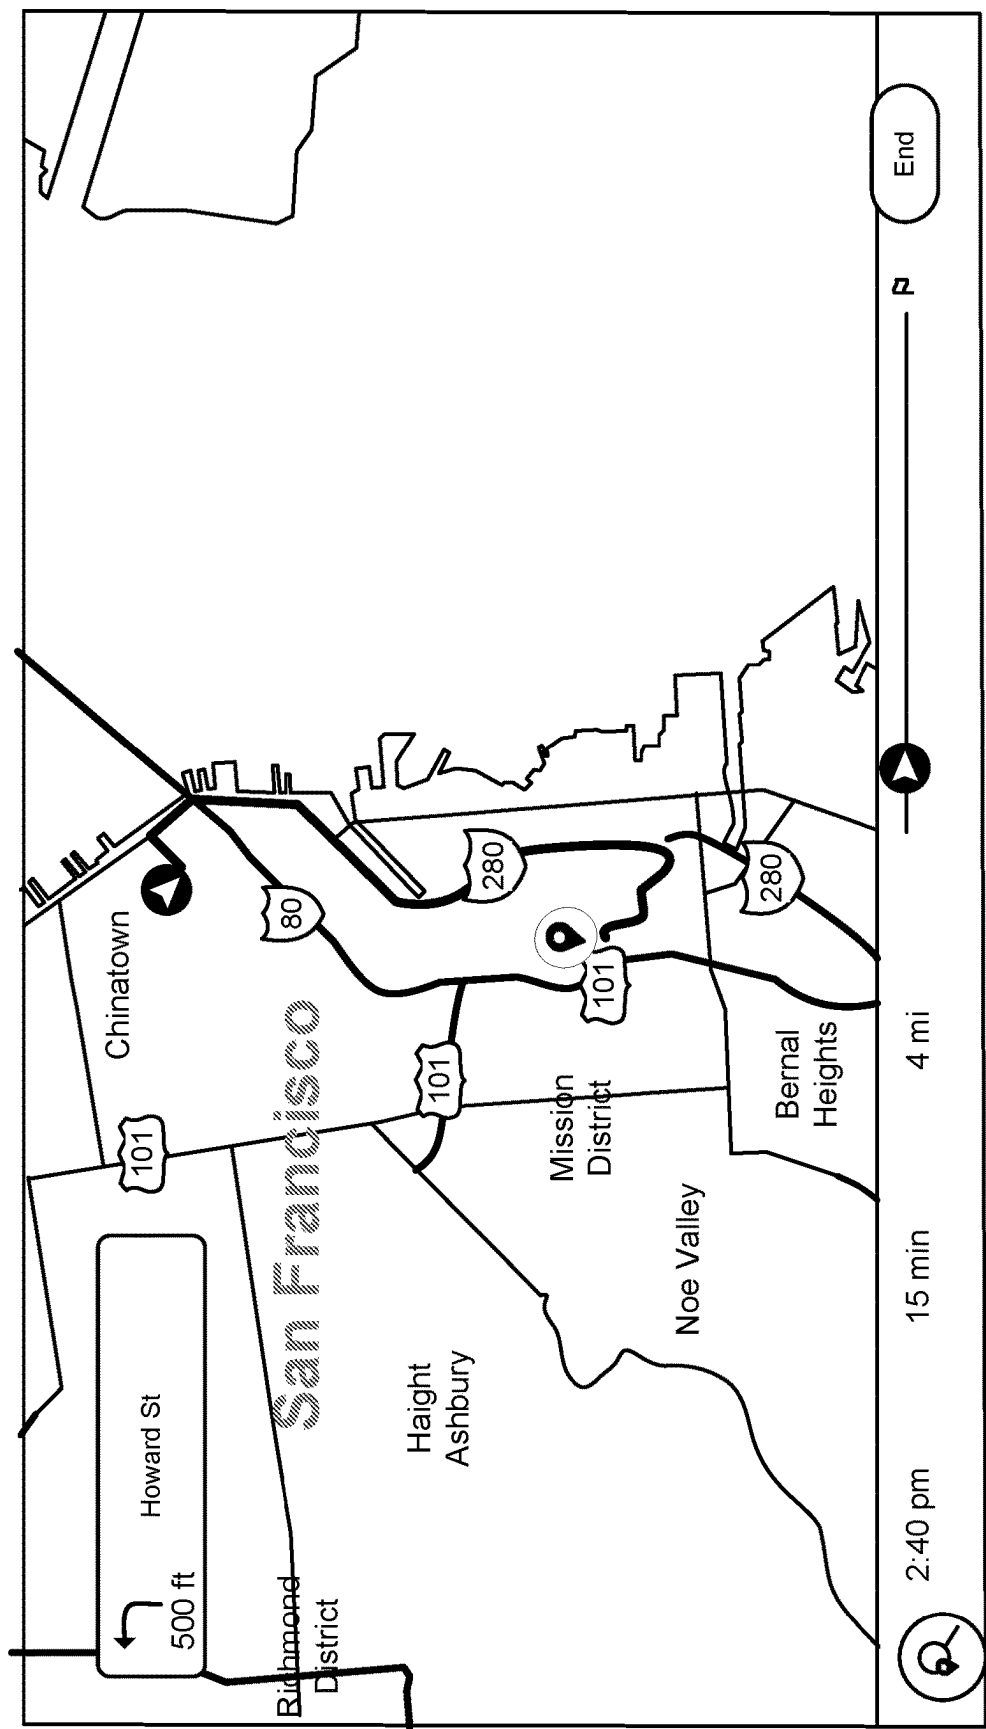 Howard St
500 ft
101
Chinatown
80
San Francisco
Richmond
District
Haight
Ashbury
101
280
Mission
District
101
Noe Valley
280
Bernal
Heights
2:40 pm
15 min
4 mi
End